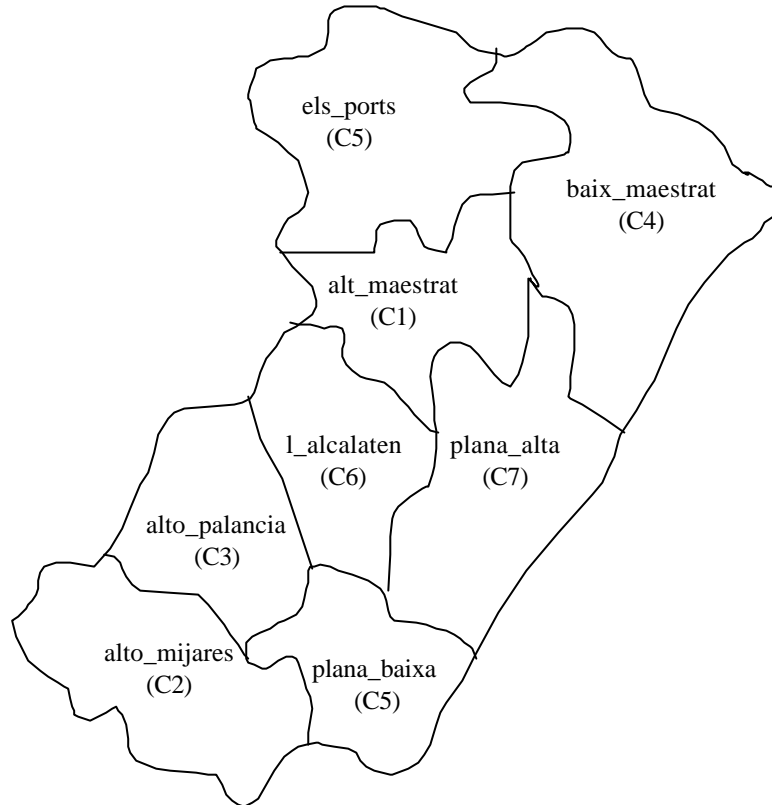 els_ports
(C5)
baix_maestrat
(C4)
alt_maestrat
(C1)
l_alcalaten
(C6)
plana_alta
(C7)
alto_palancia
(C3)
alto_mijares
(C2)
plana_baixa
(C5)